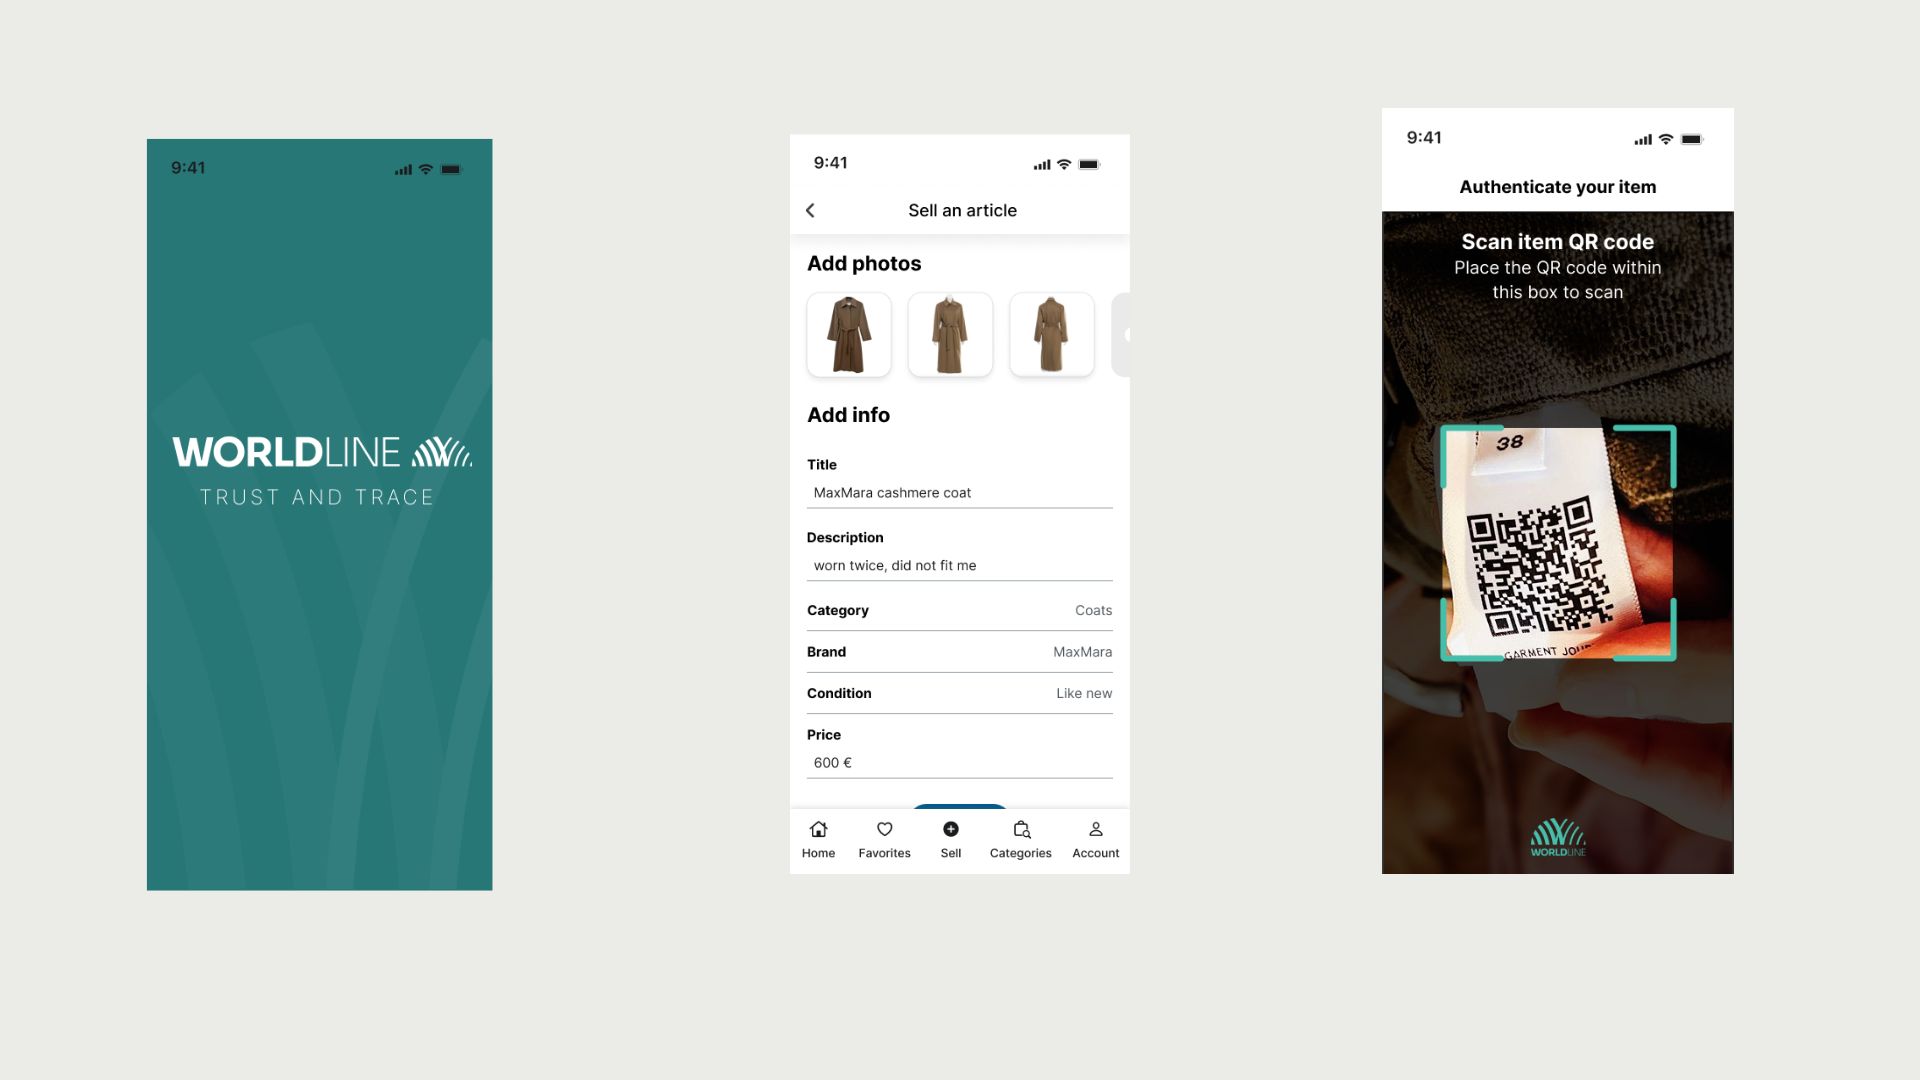 9:41
WORLDLINE
TRUST AND TRACE
9:41
Sell an article
Add photos
Add info
Title
MaxMara cashmere coat
Description
worn twice, did not fit me
Category Coats
Brand MaxMara
Condition Like new
Price
600 €
Home Favorites Sell Categories Account
9:41
Authenticate your item
Scan item QR code
Place the QR code within
this box to scan
38
GARMENT
WORLDLINE